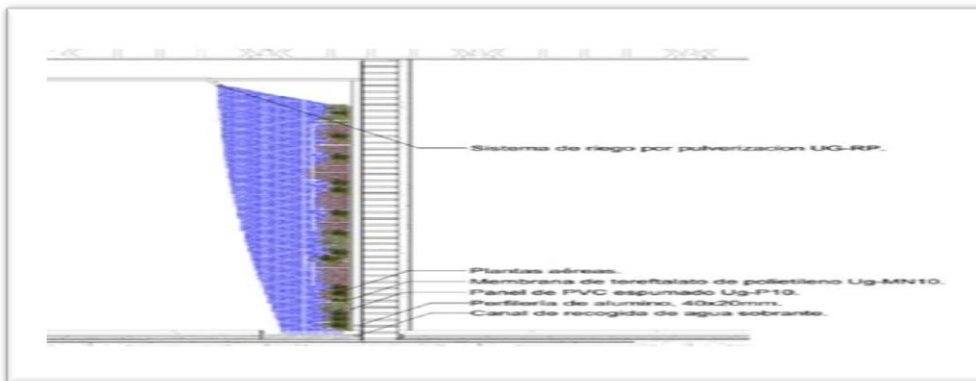 Sistema de riego por pulverizacion UG-RP.
Plantas aéreas.
Membrana de tereftalato de polietileno Ug-MN10.
Panel de PVC espumado Ug-P10.
Perfilería de alumino, 40x20mm.
Canal de recogida de agua sobrante.